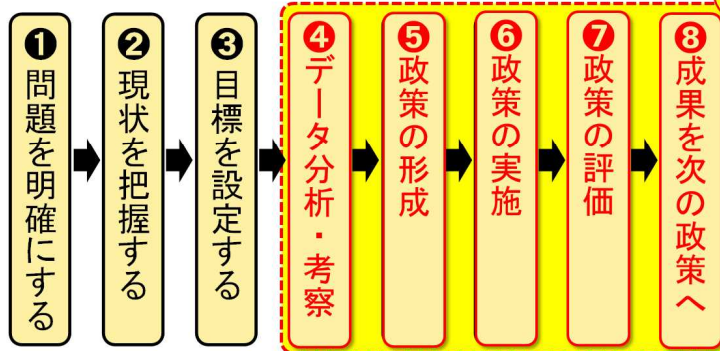 ❶問題を明確にする
❷現状を把握する
❸目標を設定する
❹データ分析・考察
❺政策の形成
❻政策の実施
❼政策の評価
❽成果を次の政策へ